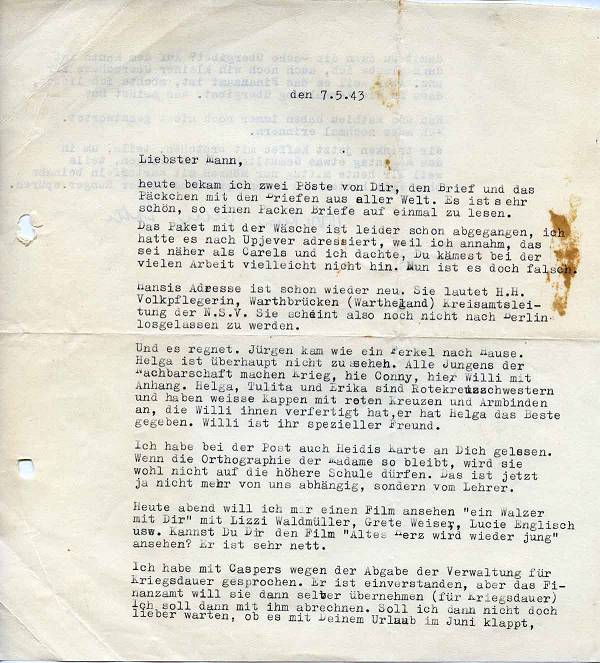 den 7.5.43
Liebster Mann,
heute bekam ich zwei Pöste von Dir, den Brief und das
Päckchen mit den Briefen aus aller Welt. Es ist sehr
schön, so einen Packen Briefe auf einmal zu lesen.
Das Paket mit der Wäsche ist leider schon abgegangen, ich
hatte es nach Upjever adressiert, weil ich annahm, das
sei näher als Carels und ich dachte, Du kämest bei der
vielen Arbeit vielleicht nicht hin. Nun ist es doch falsch.
Hansis Adresse ist schon wieder neu. Sie lautet H.H.
Volkpflegerin, Warthbrücken (Warthegand) Kreisamtslei-
tung der N.S.V. Sie scheint also noch nicht nach Berlin
losgelassen zu werden.
Und es regnet. Jürgen kam wie ein Ferkel nach Hause.
Helga ist überhaupt nicht zu sehen. Alle Jungens der
Nachbarschaft machen Krieg, hie Conny, hier Willi mit
Anhang. Helga, Tulita und Erika sind Rotekreuzschwestern
und haben weisse Kappen mit roten Kreuzen und Armbinden
an, die Willi ihnen verfertigt hat, er hat Helga das Beste
gegeben. Willi ist ihr spezieller Freund.
Ich habe bei der Post auch Heidis Karte an Dich gelesen.
Wenn die Orthographie der Madame so bleibt, wird sie
wohl nicht auf die höhere Schule dürfen. Das ist jetzt
ja nicht mehr von uns abhängig, sondern vom Lehrer.
Heute abend will ich mir einen Film ansehen "ein Walzer
mit Dir" mit Lizzi Waldmüller, Grete Weiser, Lucie Englisch
usw. Kannst Du Dir den Film "Altes Herz wird wieder jung"
ansehen? Er ist sehr nett.
Ich habe mit Caspers wegen der Abgabe der Verwaltung für
Kriegsdauer gesprochen. Er ist einverstanden, aber das Fi-
nanzamt will sie dann selber übernehmen (für Kriegsdauer)
Ich soll dann mit ihm abrechnen. Soll ich dann nicht doch
lieber warten, ob es mit Deinem Urlaub im Juni klappt,